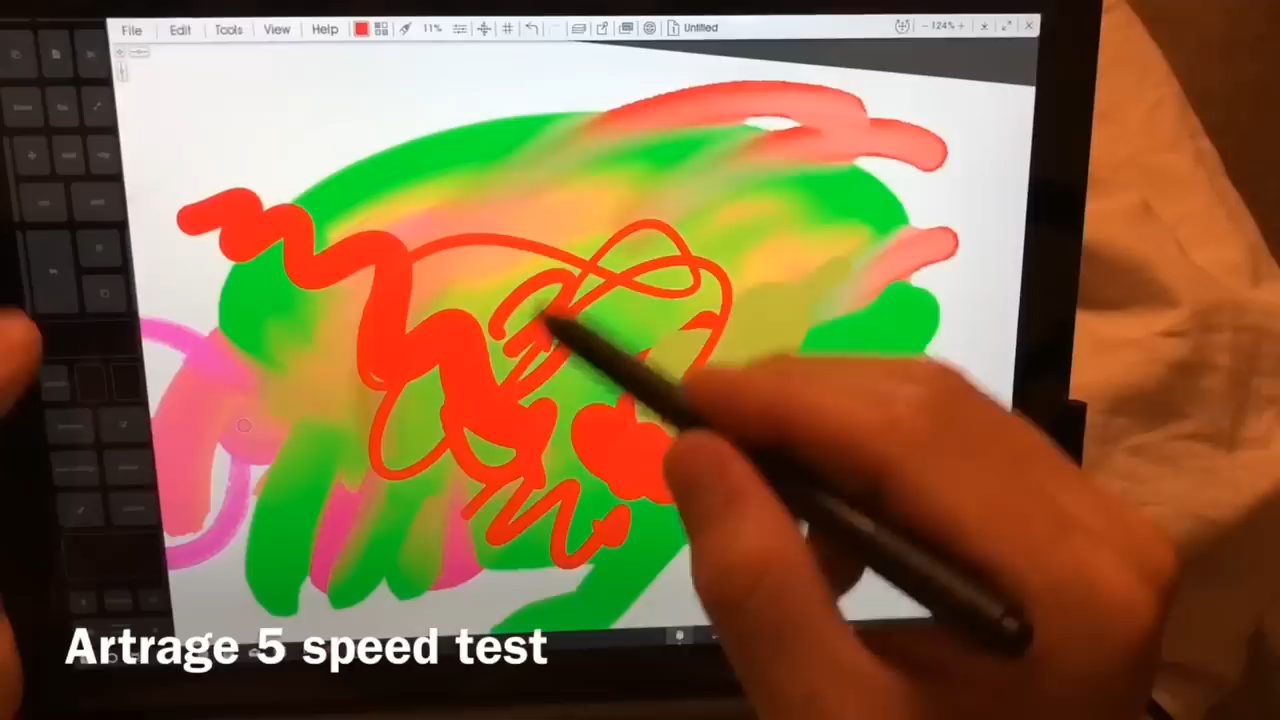 File Edit Tools View Help 11% Untitled 124%
Artrage 5 speed test